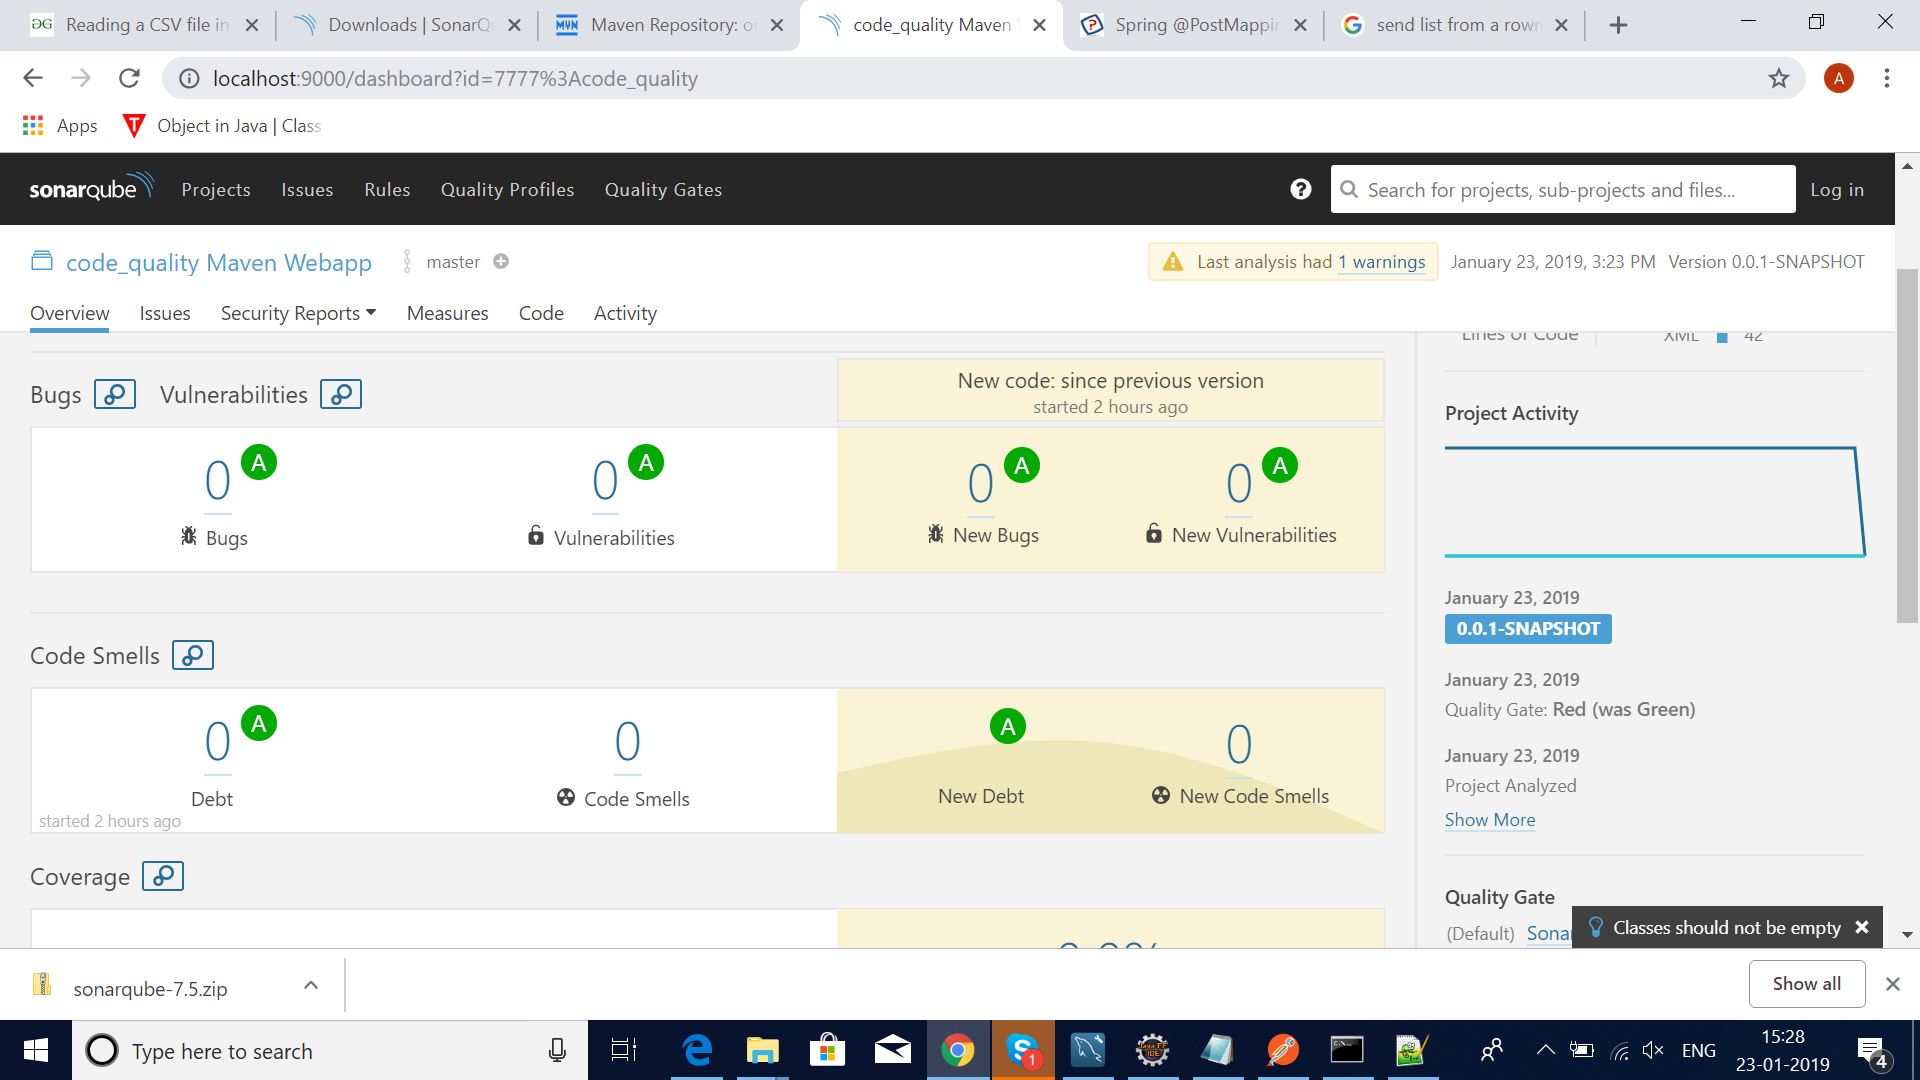 Reading a CSV file in
Downloads | SonarQu
Maven Repository: or
code_quality Maven W
Spring @PostMappin
send list from a rown
localhost:9000/dashboard?id=7777%3Acode_quality
A
Apps
Object in Java | Class
sonarqube
Projects
Issues
Rules
Quality Profiles
Quality Gates
Search for projects, sub-projects and files...
Log in
code_quality Maven Webapp
master
Last analysis had 1 warnings
January 23, 2019, 3:23 PM
Version 0.0.1-SNAPSHOT
Overview
Issues
Security Reports
Measures
Code
Activity
Lines of Code
XML
42
Bugs
Vulnerabilities
New code: since previous version
started 2 hours ago
0 A
Bugs
0 A
Vulnerabilities
0 A
New Bugs
0 A
New Vulnerabilities
Code Smells
0 A
Debt
started 2 hours ago
0
Code Smells
A
New Debt
0
New Code Smells
Coverage
Project Activity
January 23, 2019
0.0.1-SNAPSHOT
January 23, 2019
Quality Gate: Red (was Green)
January 23, 2019
Project Analyzed
Show More
Quality Gate
(Default) Sonar
Classes should not be empty
sonarqube-7.5.zip
Show all
Type here to search
1
ENG
15:28
23-01-2019
4